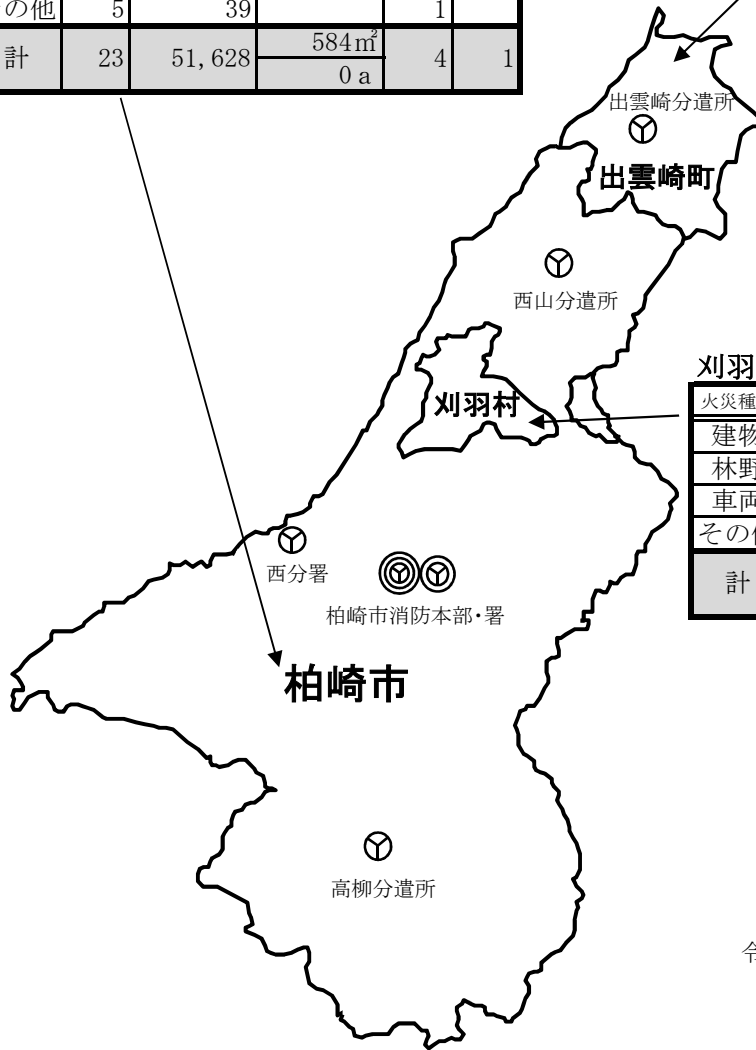 の他 5 39 1
計 23 51,628 584㎡ 4 1
0 a
出雲崎分遣所
出雲崎町
西山分遣所
刈羽
刈羽村
火災種
建物
林野
車両
その他
計
西分署
柏崎市消防本部・署
柏崎市
高柳分遣所
令